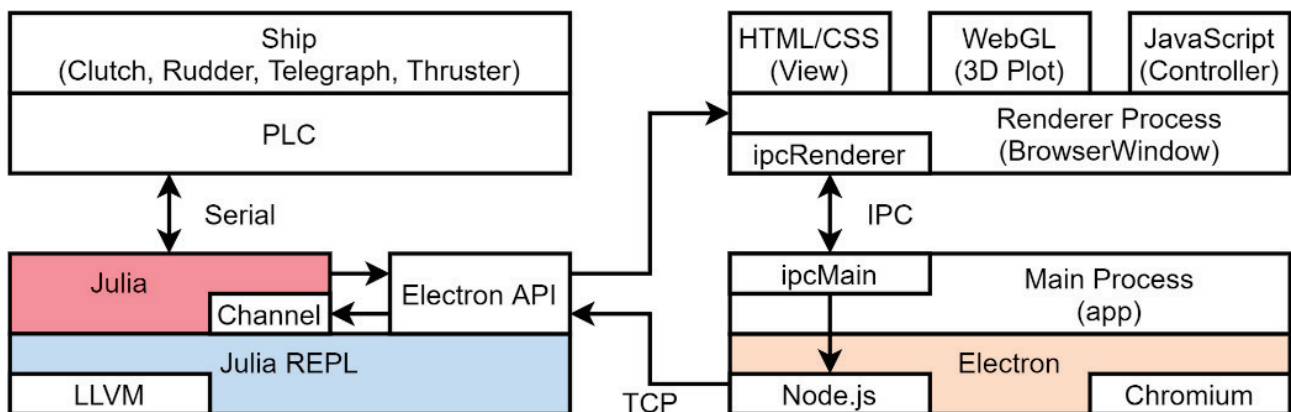 Ship
(Clutch, Rudder, Telegraph, Thruster)
PLC
Serial
Julia
Channel
Electron API
Julia REPL
LLVM
TCP
HTML/CSS
(View)
WebGL
(3D Plot)
JavaScript
(Controller)
Renderer Process
(BrowserWindow)
ipcRenderer
IPC
ipcMain
Main Process
(app)
Electron
Node.js
Chromium